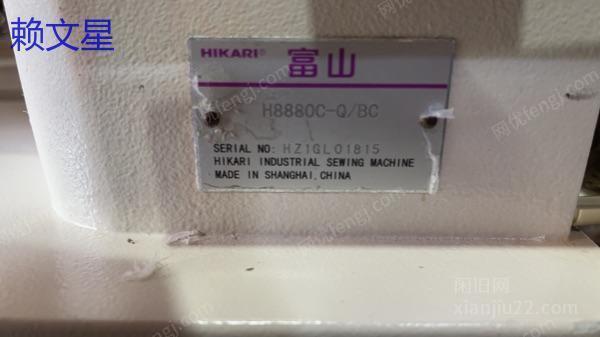 赖文星
HIKARI® 富山
H8880C-Q/BC
SERIAL NO: HZ1GL01815
HIKARI INDUSTRIAL SEWING MACHINE
MADE IN SHANGHAI.CHINA
闲旧网
xianjiu22.com